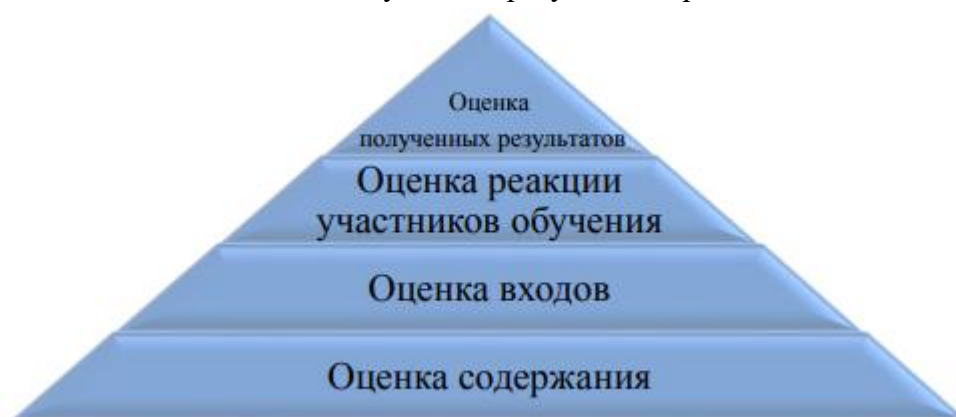 Оценка
полученных результатов
Оценка реакции
участников обучения
Оценка входов
Оценка содержания